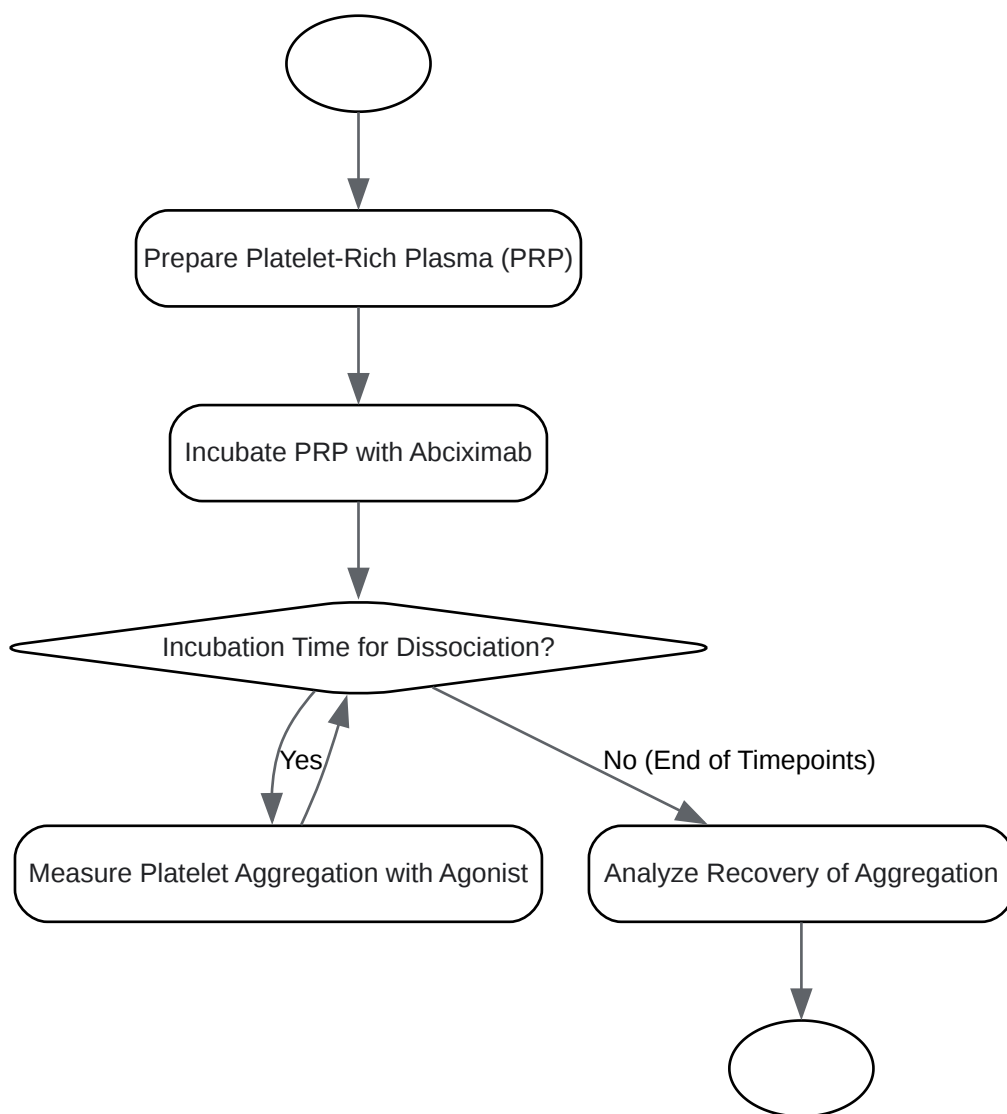 Prepare Platelet-Rich Plasma (PRP)
Incubate PRP with Abciximab
Incubation Time for Dissociation?
Yes
No (End of Timepoints)
Measure Platelet Aggregation with Agonist
Analyze Recovery of Aggregation